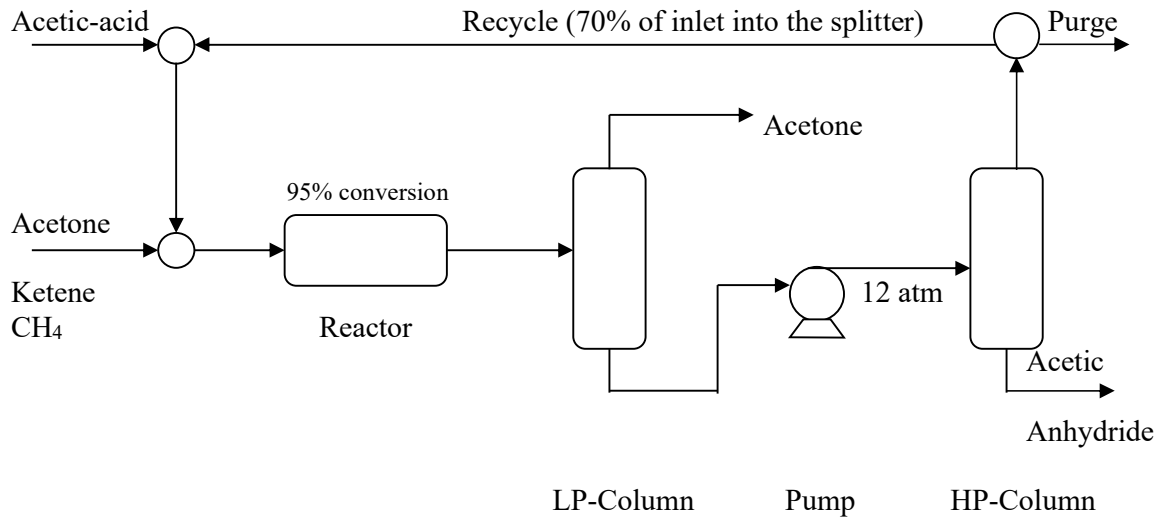 Acetic-acid
Recycle (70% of inlet into the splitter)
Purge
Acetone
95% conversion
Acetone
Ketene
CH₄
Reactor
12 atm
Acetic
Anhydride
LP-Column
Pump
HP-Column